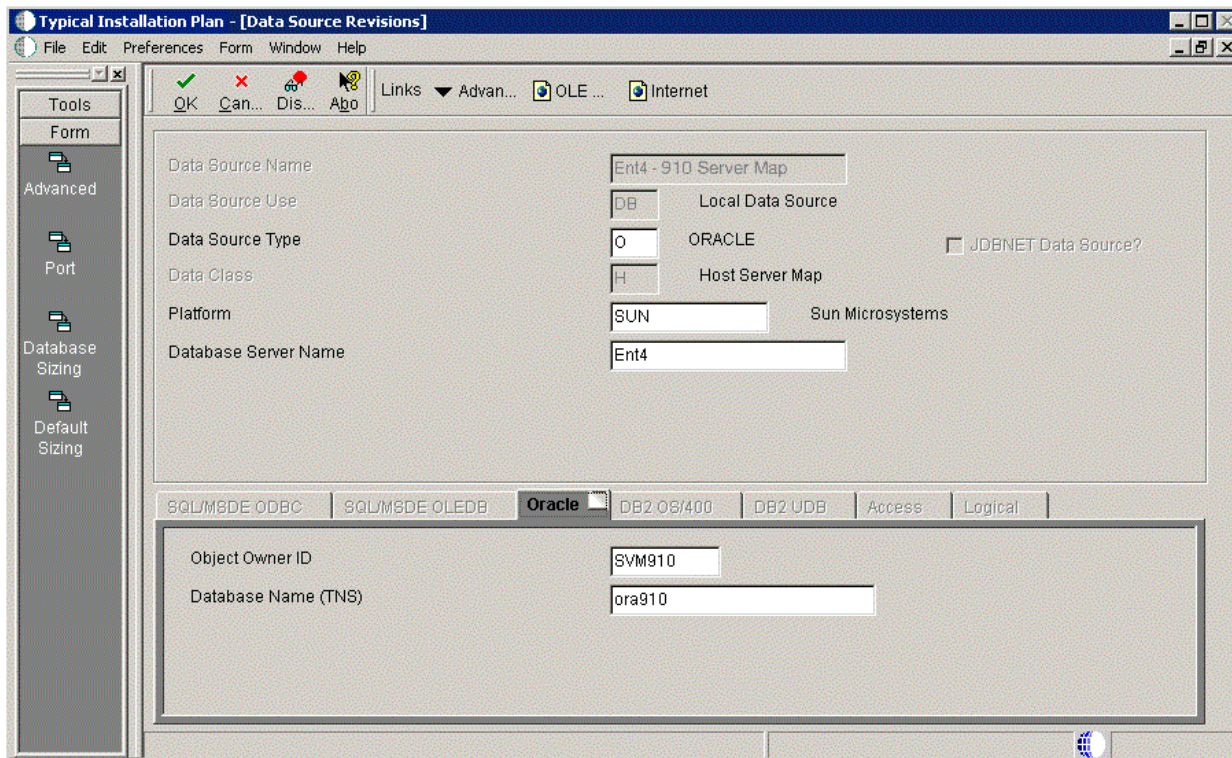 Typical Installation Plan - [Data Source Revisions]
File Edit Preferences Form Window Help
OK Can... Dis... Abo Links Advan... OLE ... Internet
Tools
Form
Advanced
Port
Database
Sizing
Default
Sizing
Data Source Name Ent4 - 910 Server Map
Data Source Use DB Local Data Source
Data Source Type O ORACLE JDBNET Data Source?
Data Class H Host Server Map
Platform SUN Sun Microsystems
Database Server Name Ent4
SQL/MSDE ODBC SQL/MSDE OLEDB Oracle DB2 OS/400 DB2 UDB Access Logical
Object Owner ID SVM910
Database Name (TNS) ora910